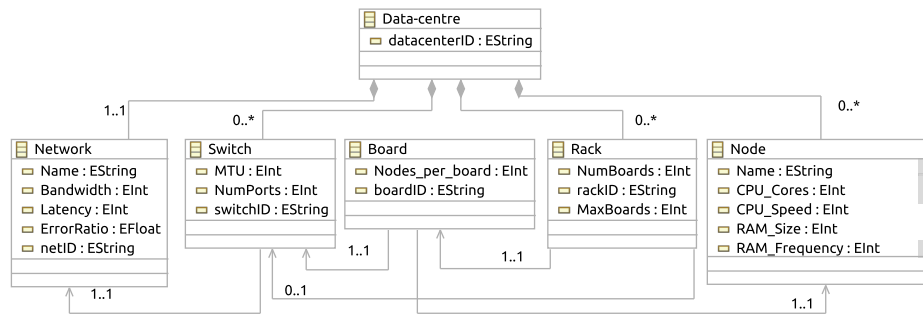 Data-centre
datacenterID : EString
1..1
0..*
0..*
0..*
Network
Name : EString
Bandwidth : EInt
Latency : EInt
ErrorRatio : EFloat
netID : EString
Switch
MTU : EInt
NumPorts : EInt
switchID : EString
Board
Nodes_per_board : EInt
boardID : EString
Rack
NumBoards : EInt
rackID : EString
MaxBoards : EInt
Node
Name : EString
CPU_Cores : EInt
CPU_Speed : EInt
RAM_Size : EInt
RAM_Frequency : EInt
1..1
1..1
1..1
0..1
1..1